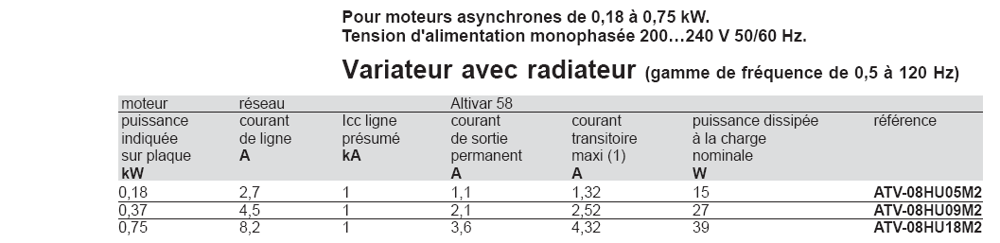 Pour moteurs asynchrones de 0,18 à 0,75 kW.
Tension d'alimentation monophasée 200…240 V 50/60 Hz.
Variateur avec radiateur (gamme de fréquence de 0,5 à 120 Hz)
moteur réseau Altivar 58
puissance courant Icc ligne courant courant puissance dissipée référence
indiquée de ligne présumé de sortie transitoire à la charge
sur plaque A kA permanent maxi (1) nominale
kW A A W
0,18 2,7 1 1,1 1,32 15 ATV-08HU05M2
0,37 4,5 1 2,1 2,52 27 ATV-08HU09M2
0,75 8,2 1 3,6 4,32 39 ATV-08HU18M2